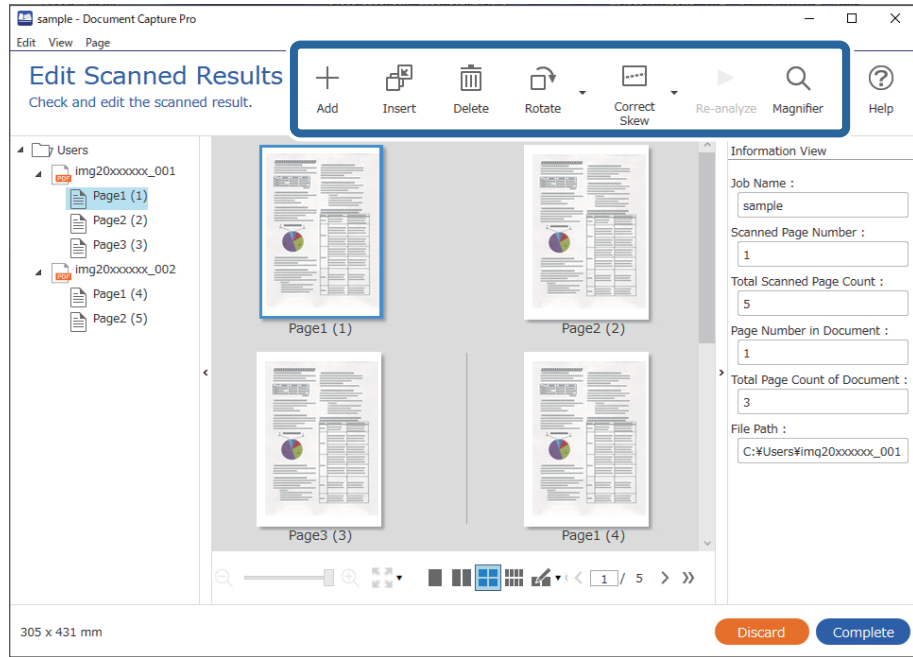 sample - Document Capture Pro
Edit View Page
Edit Scanned Results
Check and edit the scanned result.
Add Insert Delete Rotate Correct Skew Re-analyze Magnifier Help
Users
PDF img20xxxxxx_001
Page1 (1)
Page2 (2)
Page3 (3)
PDF img20xxxxxx_002
Page1 (4)
Page2 (5)
Page1 (1)
Page2 (2)
Page3 (3)
Page1 (4)
1 / 5
Information View
Job Name :
sample
Scanned Page Number :
1
Total Scanned Page Count :
5
Page Number in Document :
1
Total Page Count of Document :
3
File Path :
C:¥Users¥img20xxxxxx_001.
305 x 431 mm
Discard Complete